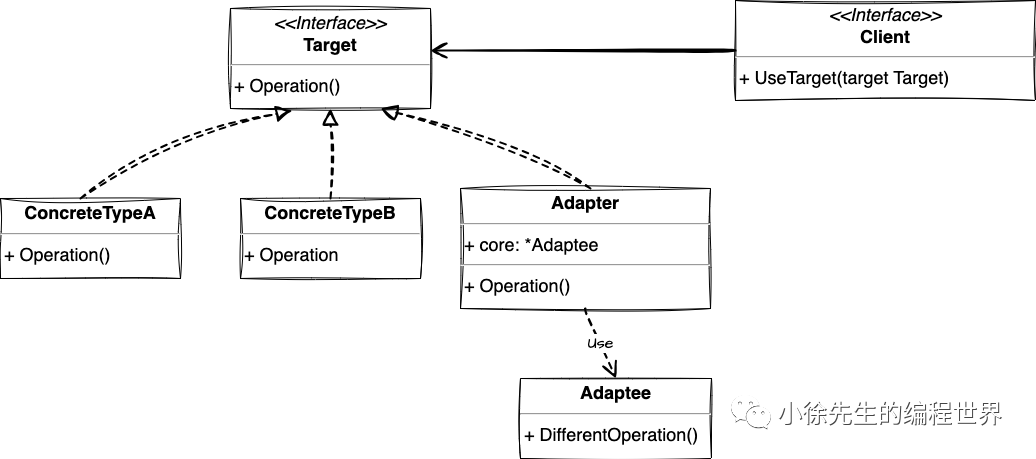 <<Interface>>
Target
+ Operation()
<<Interface>>
Client
+ UseTarget(target Target)
ConcreteTypeA
+ Operation()
ConcreteTypeB
+ Operation
Adapter
+ core: *Adaptee
+ Operation()
Use
Adaptee
+ DifferentOperation()
小徐先生的编程世界